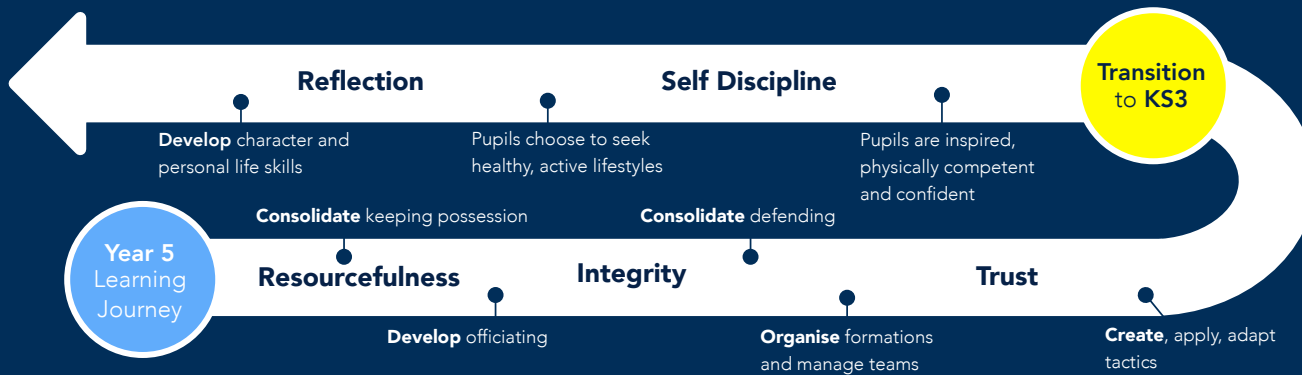 Reflection
Self Discipline
Transition
to KS3
Develop character and
personal life skills
Pupils choose to seek
healthy, active lifestyles
Pupils are inspired,
physically competent
and confident
Consolidate keeping possession
Consolidate defending
Year 5
Learning
Journey
Resourcefulness
Integrity
Trust
Develop officiating
Organise formations
and manage teams
Create, apply, adapt
tactics